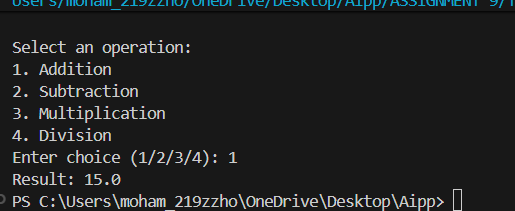 Users/moham_219zzho/OneDrive/Desktop/Aipp/ASSIGNMENT 9/
Select an operation:
1. Addition
2. Subtraction
3. Multiplication
4. Division
Enter choice (1/2/3/4): 1
Result: 15.0
PS C:\Users\moham_219zzho\OneDrive\Desktop\Aipp>